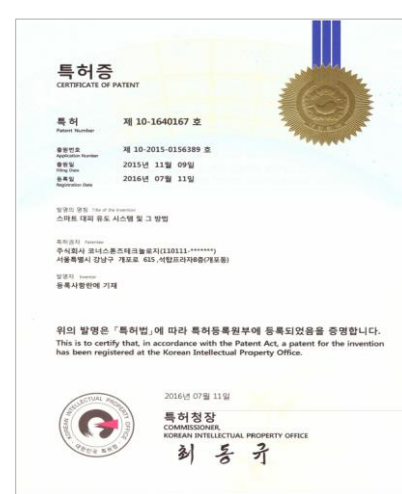 특허증
CERTIFICATE OF PATENT
특 허 제 10-1640167 호
Patent Number
출원번호 제 10-2015-0156389 호
Application Number
출원일 2015년 11월 09일
Filing Date
등록일 2016년 07월 11일
Registration Date
발명의 명칭 Title of the Invention
스마트 대피 유도 시스템 및 그 방법
특허권자 Patentee
주식회사 코너스톤즈테크놀로지(110111-*******)
서울특별시 강남구 개포로 615 ,석탑프라자8층(개포동)
발명자 Inventor
등록사항란에 기재
위의 발명은 「특허법」에 따라 특허등록원부에 등록되었음을 증명합니다.
This is to certify that, in accordance with the Patent Act, a patent for the invention
has been registered at the Korean Intellectual Property Office.
2016년 07월 11일
특허청장
COMMISSIONER,
KOREAN INTELLECTUAL PROPERTY OFFICE
최동규
KOREAN INTELLECTUAL PROPERTY OFFICE
대한민국 특허청